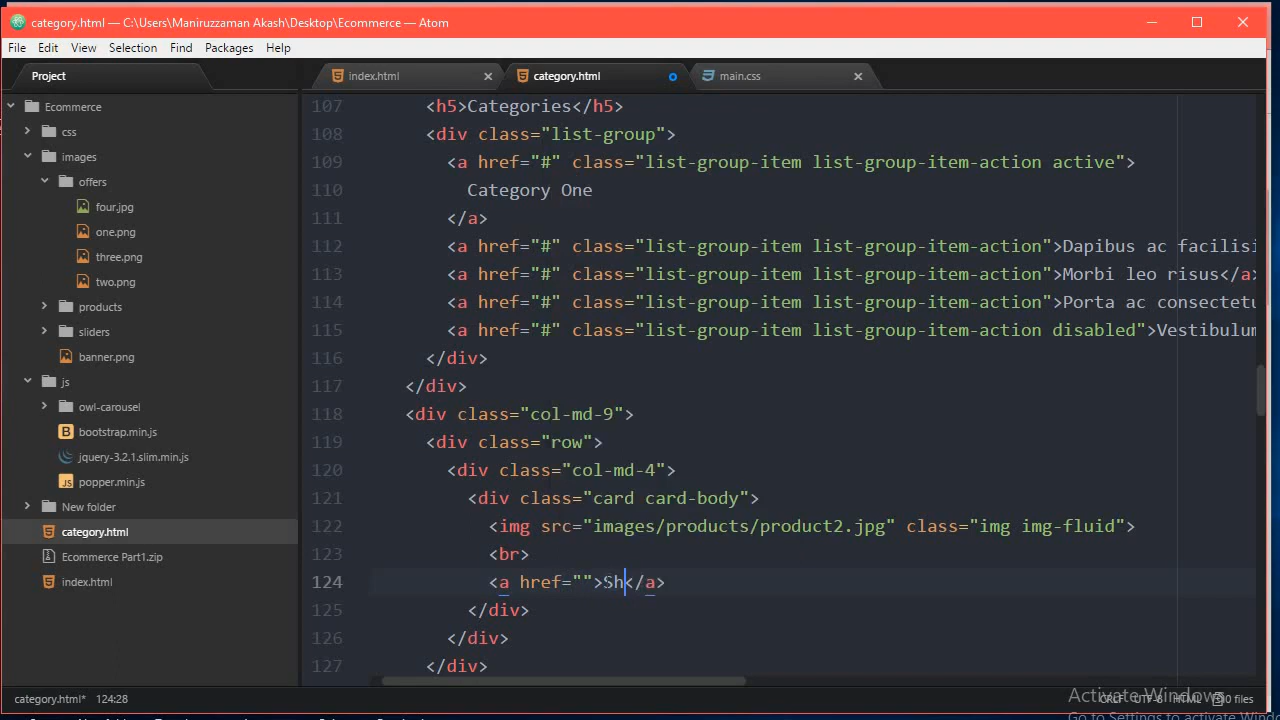 category.html — C:\Users\Maniruzzaman Akash\Desktop\Ecommerce — Atom
File Edit View Selection Find Packages Help
Project
index.html
category.html
main.css
Ecommerce
css
images
offers
four.jpg
one.png
three.png
two.png
products
sliders
banner.png
js
owl-carousel
bootstrap.min.js
jquery-3.2.1.slim.min.js
popper.min.js
New folder
category.html
Ecommerce Part1.zip
index.html
107 <h5>Categories</h5>
108 <div class="list-group">
109 <a href="#" class="list-group-item list-group-item-action active">
110 Category One
111 </a>
112 <a href="#" class="list-group-item list-group-item-action">Dapibus ac facilisi
113 <a href="#" class="list-group-item list-group-item-action">Morbi leo risus</a>
114 <a href="#" class="list-group-item list-group-item-action">Porta ac consectetu
115 <a href="#" class="list-group-item list-group-item-action disabled">Vestibulum
116 </div>
117 </div>
118 <div class="col-md-9">
119 <div class="row">
120 <div class="col-md-4">
121 <div class="card card-body">
122 <img src="images/products/product2.jpg" class="img img-fluid">
123 <br>
124 <a href="">Sh</a>
125 </div>
126 </div>
127 </div>
category.html* 124:28
CRLF UTF-8 HTML 0 files
Activate Windows
Go to Settings to activate Wind